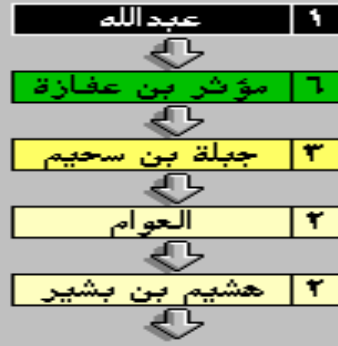 ١ عبدالله
٦ مؤثر بن عفازة
٣ جبلة بن سحيم
٢ العوام
٢ هشيم بن بشير